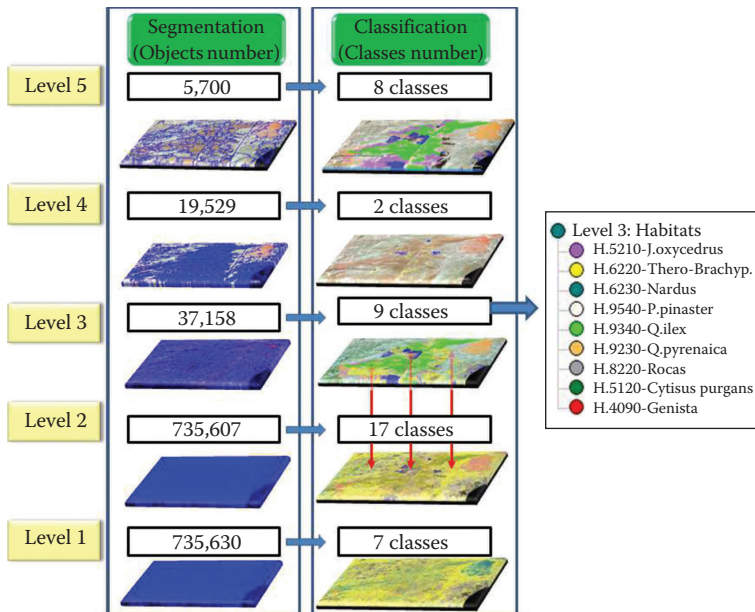 Segmentation
(Objects number)
Classification
(Classes number)
Level 5
5,700
8 classes
Level 4
19,529
2 classes
Level 3
37,158
9 classes
Level 2
735,607
17 classes
Level 1
735,630
7 classes
Level 3: Habitats
H.5210-J.oxycedrus
H.6220-Thero-Brachyp.
H.6230-Nardus
H.9540-P.pinaster
H.9340-Q.ilex
H.9230-Q.pyrenaica
H.8220-Rocas
H.5120-Cytisus purgans
H.4090-Genista